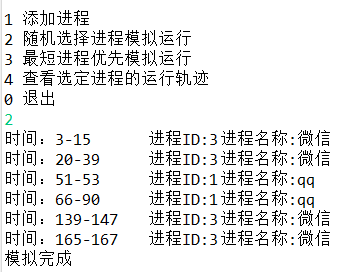 1 添加进程
2 随机选择进程模拟运行
3 最短进程优先模拟运行
4 查看选定进程的运行轨迹
0 退出
2
时间：3-15 进程ID:3进程名称:微信
时间：20-39 进程ID:3进程名称:微信
时间：51-53 进程ID:1进程名称:qq
时间：66-90 进程ID:1进程名称:qq
时间：139-147 进程ID:3进程名称:微信
时间：165-167 进程ID:3进程名称:微信
模拟完成